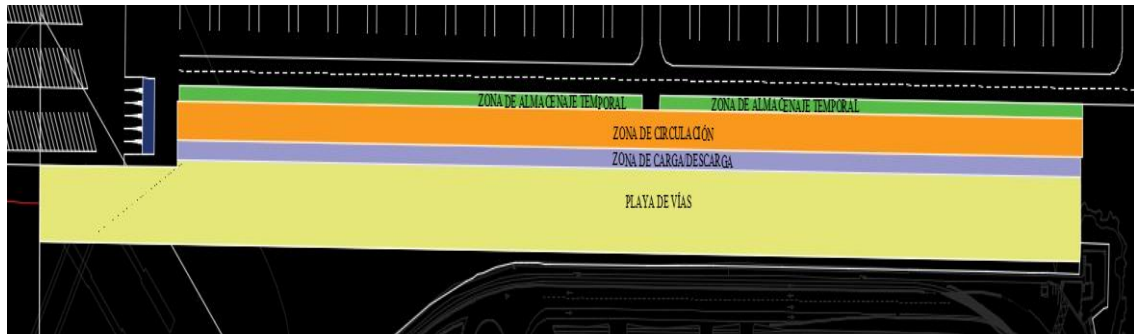 ZONA DE ALMACENAJE TEMPORAL
ZONA DE ALMACENAJE TEMPORAL
ZONA DE CIRCULACIÓN
ZONA DE CARGA/DESCARGA
PLAYA DE VÍAS